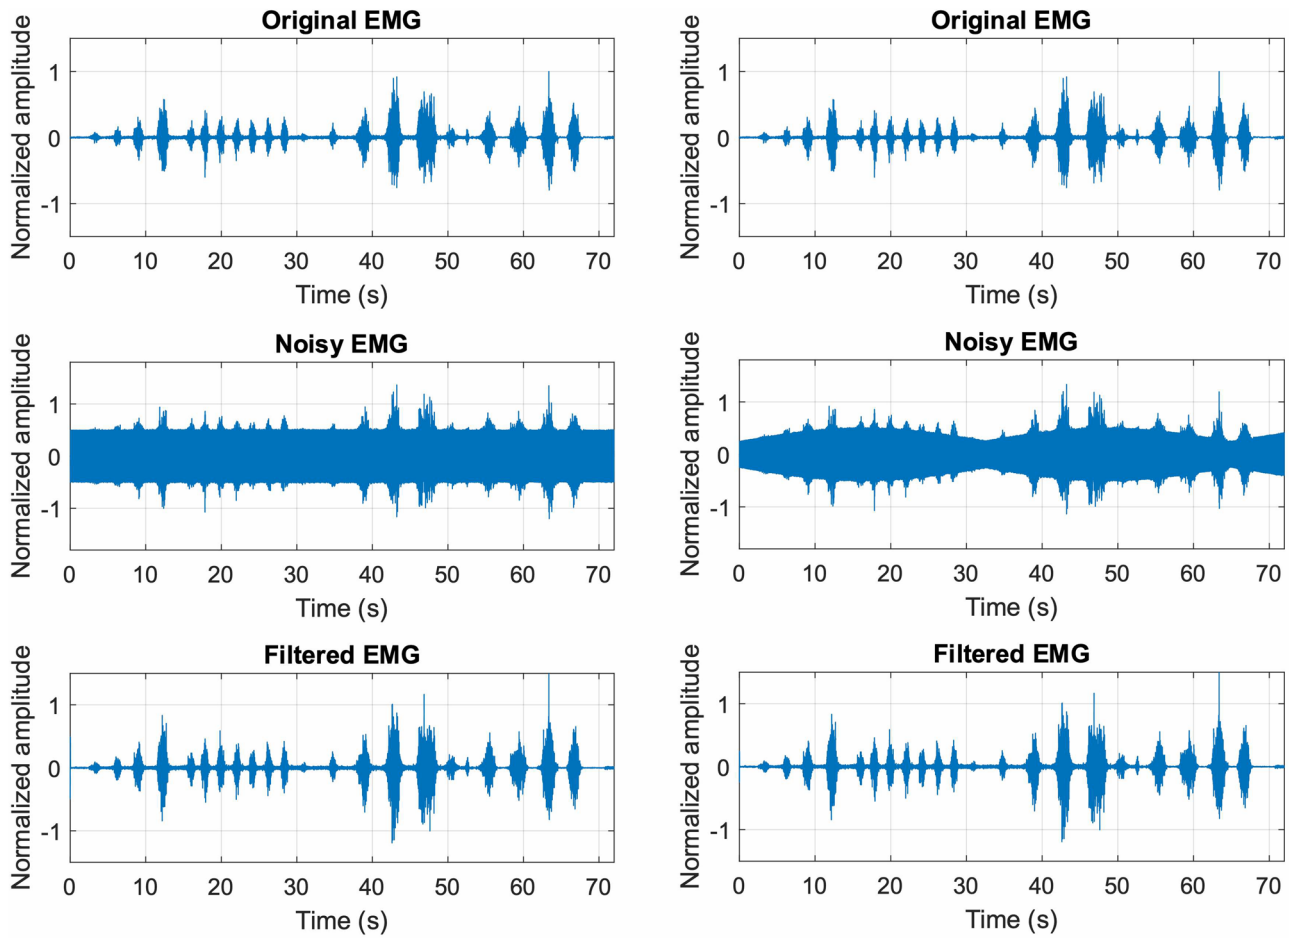 Original EMG
Normalized amplitude
1
0
-1
0 10 20 30 40 50 60 70
Time (s)
Original EMG
Normalized amplitude
1
0
-1
0 10 20 30 40 50 60 70
Time (s)
Noisy EMG
Normalized amplitude
1
0
-1
0 10 20 30 40 50 60 70
Time (s)
Noisy EMG
Normalized amplitude
1
0
-1
0 10 20 30 40 50 60 70
Time (s)
Filtered EMG
Normalized amplitude
1
0
-1
0 10 20 30 40 50 60 70
Time (s)
Filtered EMG
Normalized amplitude
1
0
-1
0 10 20 30 40 50 60 70
Time (s)